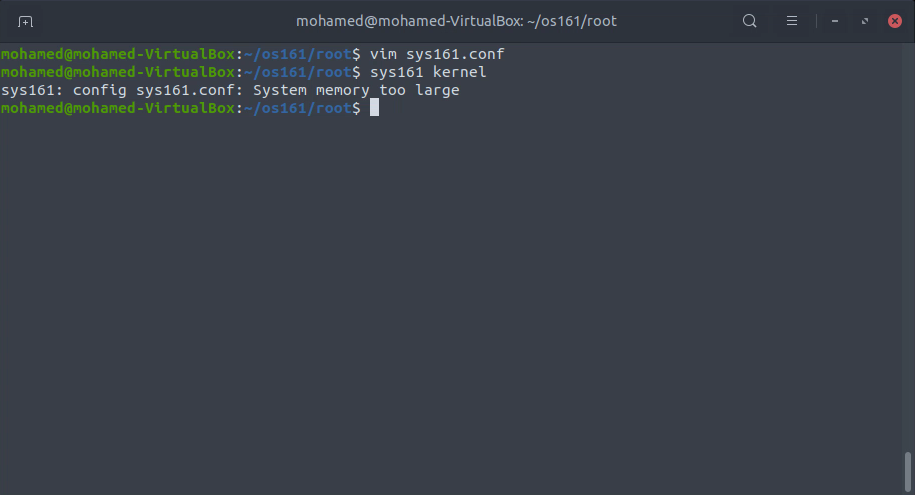 mohamed@mohamed-VirtualBox: ~/os161/root
mohamed@mohamed-VirtualBox:~/os161/root$ vim sys161.conf
mohamed@mohamed-VirtualBox:~/os161/root$ sys161 kernel
sys161: config sys161.conf: System memory too large
mohamed@mohamed-VirtualBox:~/os161/root$